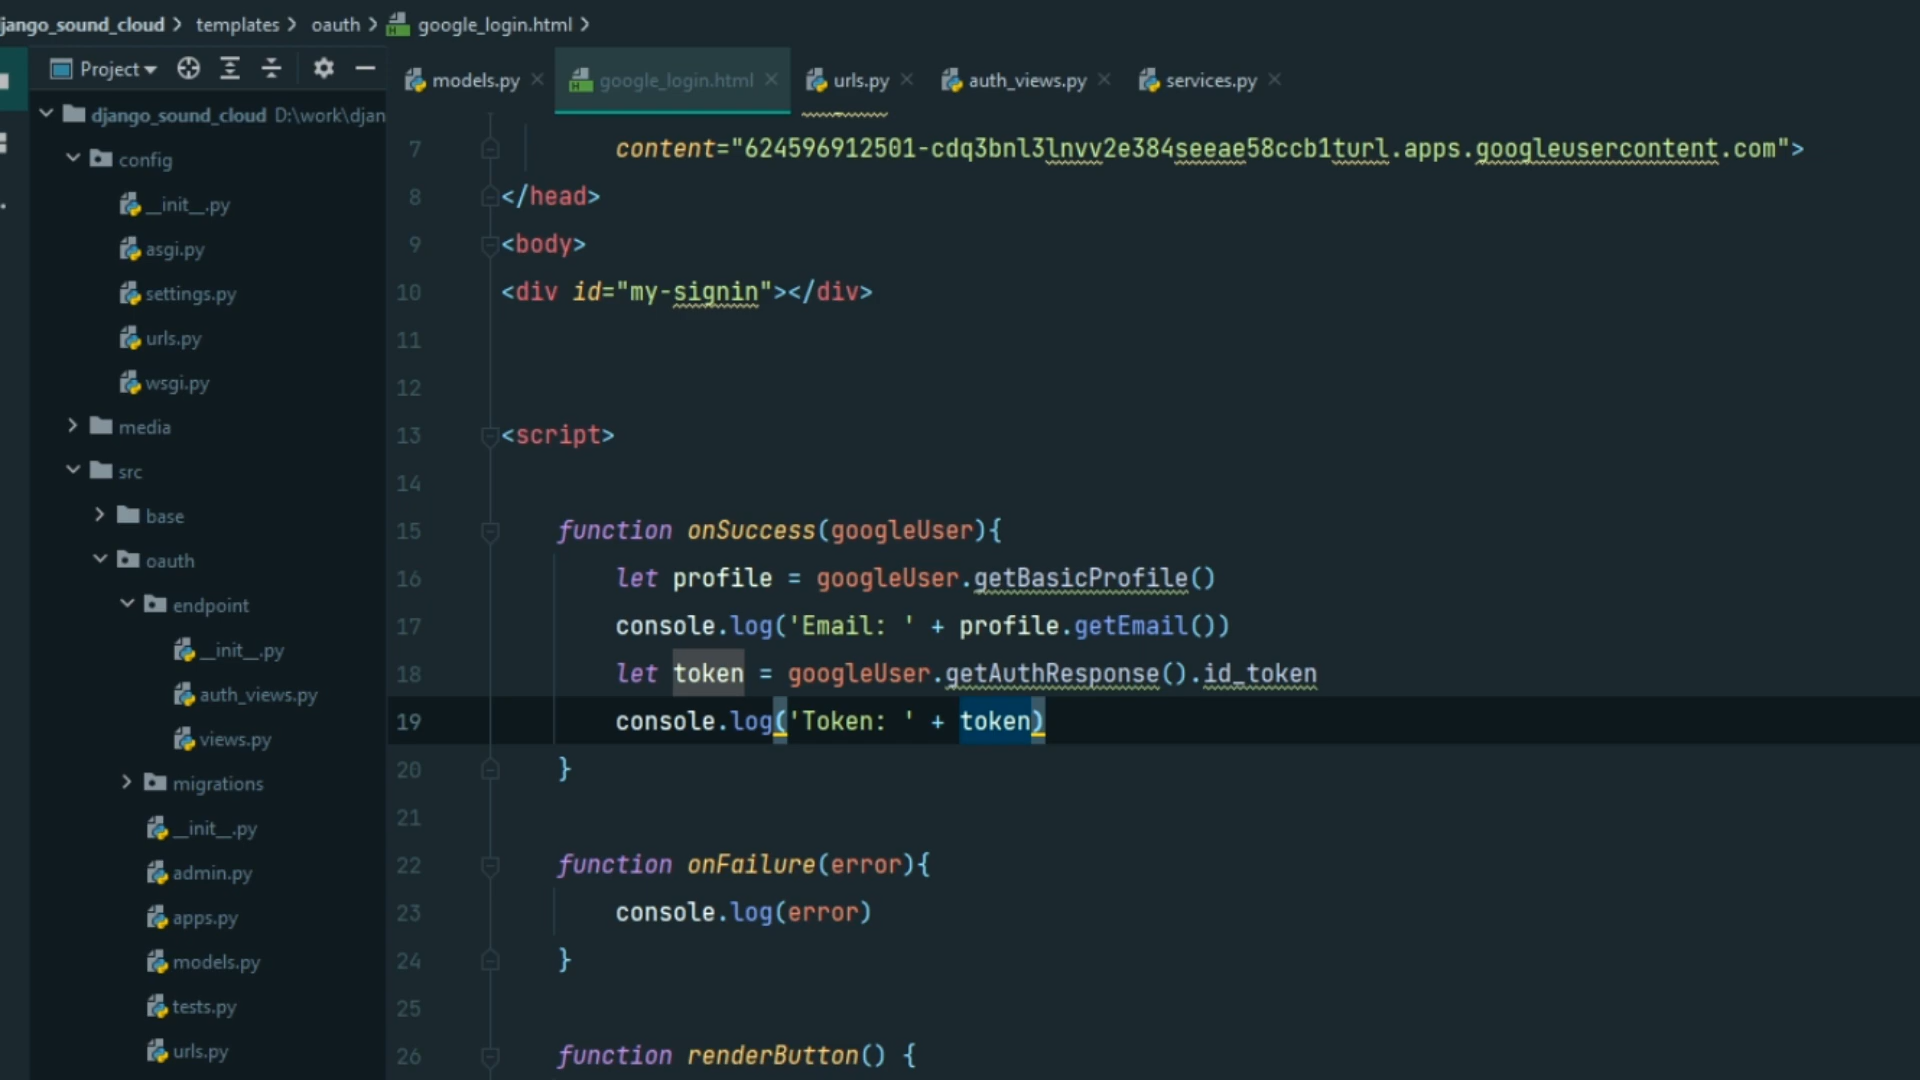 jango_sound_cloud templates oauth google_login.html
Project
models.py google_login.html urls.py auth_views.py services.py
django_sound_cloud D:\work\djan
config
__init__.py
asgi.py
settings.py
urls.py
wsgi.py
media
src
base
oauth
endpoint
__init__.py
auth_views.py
views.py
migrations
__init__.py
admin.py
apps.py
models.py
tests.py
urls.py
7 content="624596912501-cdq3bnl3lnvv2e384seeae58ccb1turl.apps.googleusercontent.com">
8 </head>
9 <body>
10 <div id="my-signin"></div>
11
12
13 <script>
14
15 function onSuccess(googleUser){
16 let profile = googleUser.getBasicProfile()
17 console.log('Email: ' + profile.getEmail())
18 let token = googleUser.getAuthResponse().id_token
19 console.log('Token: ' + token)
20 }
21
22 function onFailure(error){
23 console.log(error)
24 }
25
26 function renderButton() {